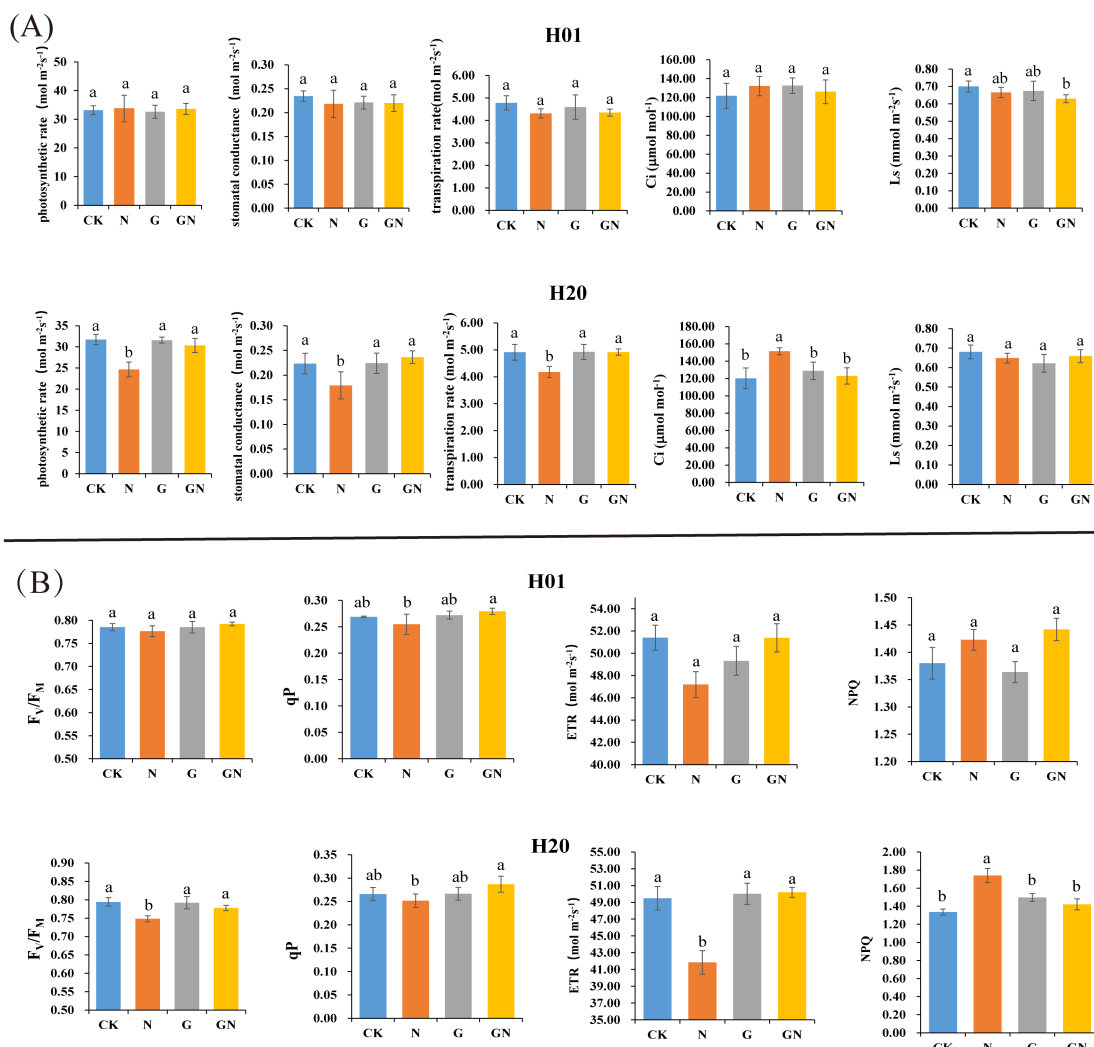 (A)
H01
photosynthetic rate (mol m⁻²s⁻¹)
50
40
30
20
10
0
a a a a
CK N G GN
stomatal conductance (mol m⁻²s⁻¹)
0.30
0.25
0.20
0.15
0.10
0.05
0.00
a a a a
CK N G GN
transpiration rate(mol m⁻²s⁻¹)
6.00
5.00
4.00
3.00
2.00
1.00
0.00
a a a a
CK N G GN
Ci (μmol mol⁻¹)
160.00
140.00
120.00
100.00
80.00
60.00
40.00
20.00
0.00
a a a a
CK N G GN
Ls (mmol m⁻²s⁻¹)
0.80
0.70
0.60
0.50
0.40
0.30
0.20
0.10
0.00
a ab ab b
CK N G GN
H20
photosynthetic rate (mol m⁻²s⁻¹)
35
30
25
20
15
10
5
0
a b a a
CK N G GN
stomatal conductance (mol m⁻²s⁻¹)
0.30
0.25
0.20
0.15
0.10
0.05
0.00
a b a a
CK N G GN
transpiration rate (mol m⁻²s⁻¹)
6.00
5.00
4.00
3.00
2.00
1.00
0.00
a b a a
CK N G GN
Ci (μmol mol⁻¹)
180.00
160.00
140.00
120.00
100.00
80.00
60.00
40.00
20.00
0.00
b a b b
CK N G GN
Ls (mmol m⁻²s⁻¹)
0.80
0.70
0.60
0.50
0.40
0.30
0.20
0.10
0.00
a a a a
CK N G GN
(B)
H01
Fv/FM
0.80
0.75
0.70
0.65
0.60
0.55
0.50
a a a a
CK N G GN
qP
0.30
0.25
0.20
0.15
0.10
0.05
0.00
ab b ab a
CK N G GN
ETR (mol m⁻²s⁻¹)
54.00
52.00
50.00
48.00
46.00
44.00
42.00
40.00
a a a a
CK N G GN
NPQ
1.50
1.45
1.40
1.35
1.30
1.25
1.20
a a a a
CK N G GN
H20
Fv/FM
0.90
0.85
0.80
0.75
0.70
0.65
0.60
0.55
0.50
a b a a
CK N G GN
qP
0.35
0.30
0.25
0.20
0.15
0.10
0.05
0.00
ab b ab a
CK N G GN
ETR (mol m⁻²s⁻¹)
55.00
53.00
51.00
49.00
47.00
45.00
43.00
41.00
39.00
37.00
35.00
a b a a
CK N G GN
NPQ
2.00
1.80
1.60
1.40
1.20
1.00
0.80
0.60
0.40
0.20
0.00
b a b b
CK N G GN